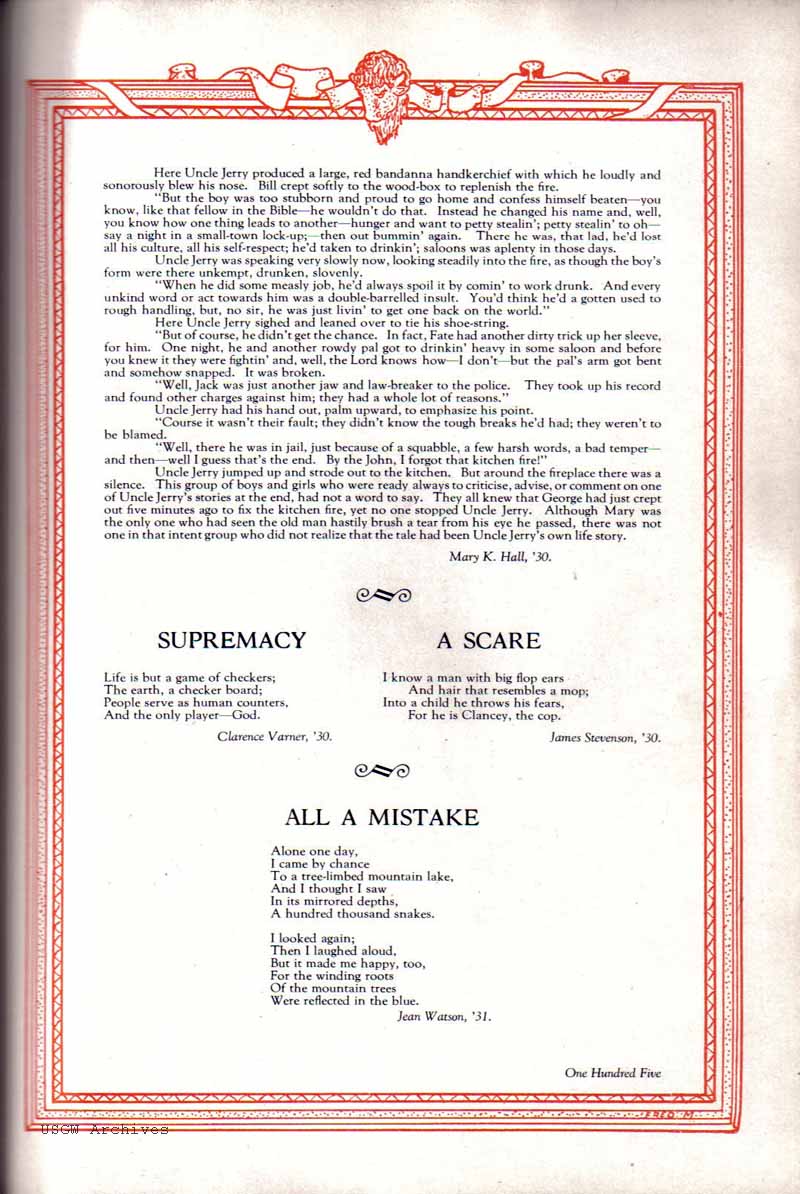 Here Uncle Jerry produced a large, red bandanna handkerchief with which he loudly and
sonorously blew his nose. Bill crept softly to the wood-box to replenish the fire.
"But the boy was too stubborn and proud to go home and confess himself beaten—you
know, like that fellow in the Bible—he wouldn't do that. Instead he changed his name and, well,
you know how one thing leads to another—hunger and want to petty stealin'; petty stealin' to oh—
say a night in a small-town lock-up;—then out bummin' again. There he was, that lad, he'd lost
all his culture, all his self-respect; he'd taken to drinkin'; saloons was aplenty in those days.
Uncle Jerry was speaking very slowly now, looking steadily into the fire, as though the boy's
form were there unkempt, drunken, slovenly.
"When he did some measly job, he'd always spoil it by comin' to work drunk. And every
unkind word or act towards him was a double-barrelled insult. You'd think he'd a gotten used to
rough handling, but, no sir, he was just livin' to get one back on the world."
Here Uncle Jerry sighed and leaned over to tie his shoe-string.
"But of course, he didn't get the chance. In fact, Fate had another dirty trick up her sleeve,
for him. One night, he and another rowdy pal got to drinkin' heavy in some saloon and before
you knew it they were fightin' and, well, the Lord knows how—I don't—but the pal's arm got bent
and somehow snapped. It was broken.
"Well, Jack was just another jaw and law-breaker to the police. They took up his record
and found other charges against him; they had a whole lot of reasons."
Uncle Jerry had his hand out, palm upward, to emphasize his point.
"Course it wasn't their fault; they didn't know the tough breaks he'd had; they weren't to
be blamed.
"Well, there he was in jail, just because of a squabble, a few harsh words, a bad temper—
and then—well I guess that's the end. By the John, I forgot that kitchen fire!"
Uncle Jerry jumped up and strode out to the kitchen. But around the fireplace there was a
silence. This group of boys and girls who were ready always to criticise, advise, or comment on one
of Uncle Jerry's stories at the end, had not a word to say. They all knew that George had just crept
out five minutes ago to fix the kitchen fire, yet no one stopped Uncle Jerry. Although Mary was
the only one who had seen the old man hastily brush a tear from his eye he passed, there was not
one in that intent group who did not realize that the tale had been Uncle Jerry's own life story.
Mary K. Hall, '30.
SUPREMACY
Life is but a game of checkers;
The earth, a checker board;
People serve as human counters,
And the only player—God.
Clarence Varner, '30.
A SCARE
I know a man with big flop ears
And hair that resembles a mop;
Into a child he throws his fears,
For he is Clancey, the cop.
James Stevenson, '30.
ALL A MISTAKE
Alone one day,
I came by chance
To a tree-limbed mountain lake,
And I thought I saw
In its mirrored depths,
A hundred thousand snakes.
I looked again;
Then I laughed aloud,
But it made me happy, too,
For the winding roots
Of the mountain trees
Were reflected in the blue.
Jean Watson, '31.
One Hundred Five
FRED M.
USGW Archives